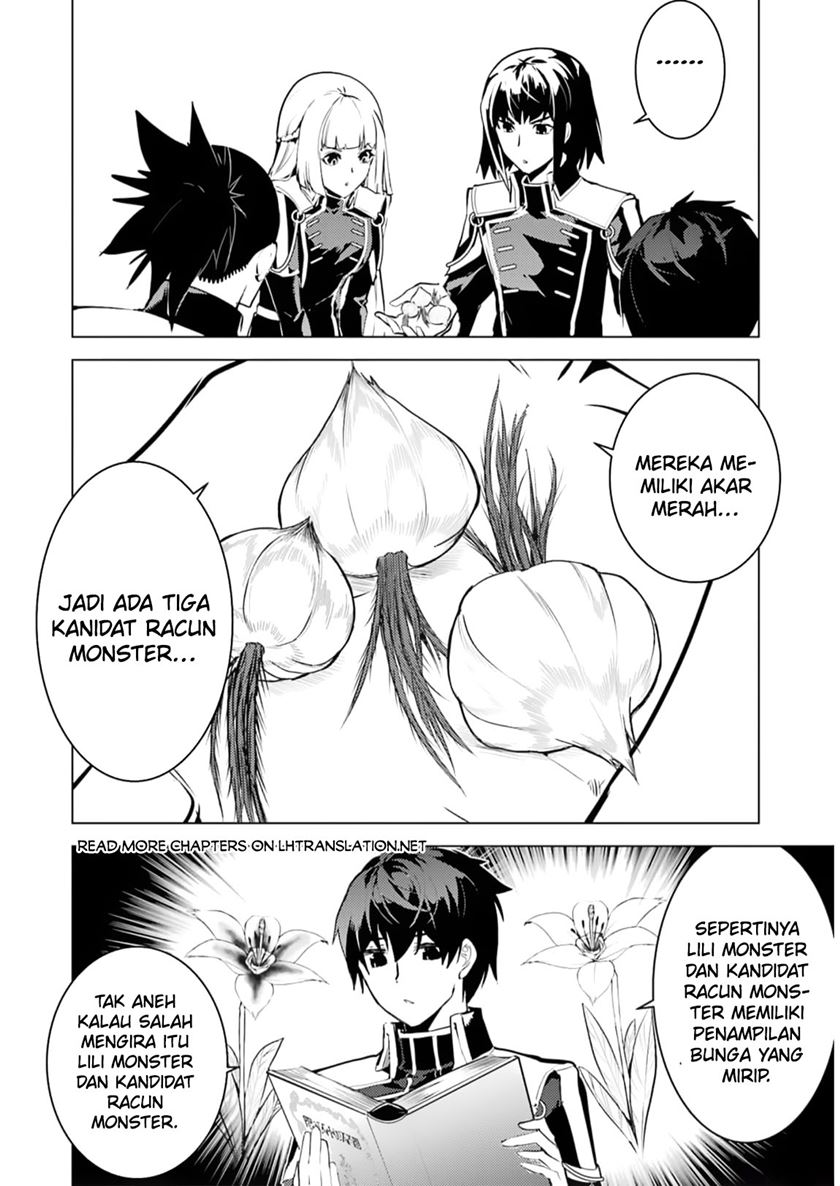 ......
MEREKA ME-
MILIKI AKAR
MERAH...
JADI ADA TIGA
KANIDAT RACUN
MONSTER...
READ MORE CHAPTERS ON LHTRANSLATION.NET
SEPERTINYA
LILI MONSTER
DAN KANDIDAT
RACUN MONS-
TER MEMILIKI
PENAMPILAN
BUNGA YANG
MIRIP.
TAK ANEH
KALAU SALAH
MENGIRA ITU
LILI MONSTER
DAN KANDIDAT
RACUN
MONSTER.